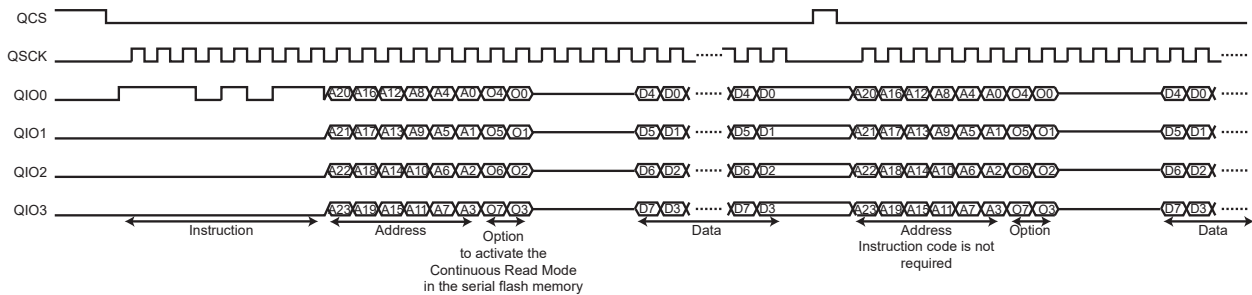 QCS
QSCK
QIO0 A20 A16 A12 A8 A4 A0 O4 O0 D4 D0 D4 D0 A20 A16 A12 A8 A4 A0 O4 O0 D4 D0
QIO1 A21 A17 A13 A9 A5 A1 O5 O1 D5 D1 D5 D1 A21 A17 A13 A9 A5 A1 O5 O1 D5 D1
QIO2 A22 A18 A14 A10 A6 A2 O6 O2 D6 D2 D6 D2 A22 A18 A14 A10 A6 A2 O6 O2 D6 D2
QIO3 A23 A19 A15 A11 A7 A3 O7 O3 D7 D3 D7 D3 A23 A19 A15 A11 A7 A3 O7 O3 D7 D3
Instruction
Address
Option
to activate the
Continuous Read Mode
in the serial flash memory
Data
Address
Instruction code is not
required
Option
Data